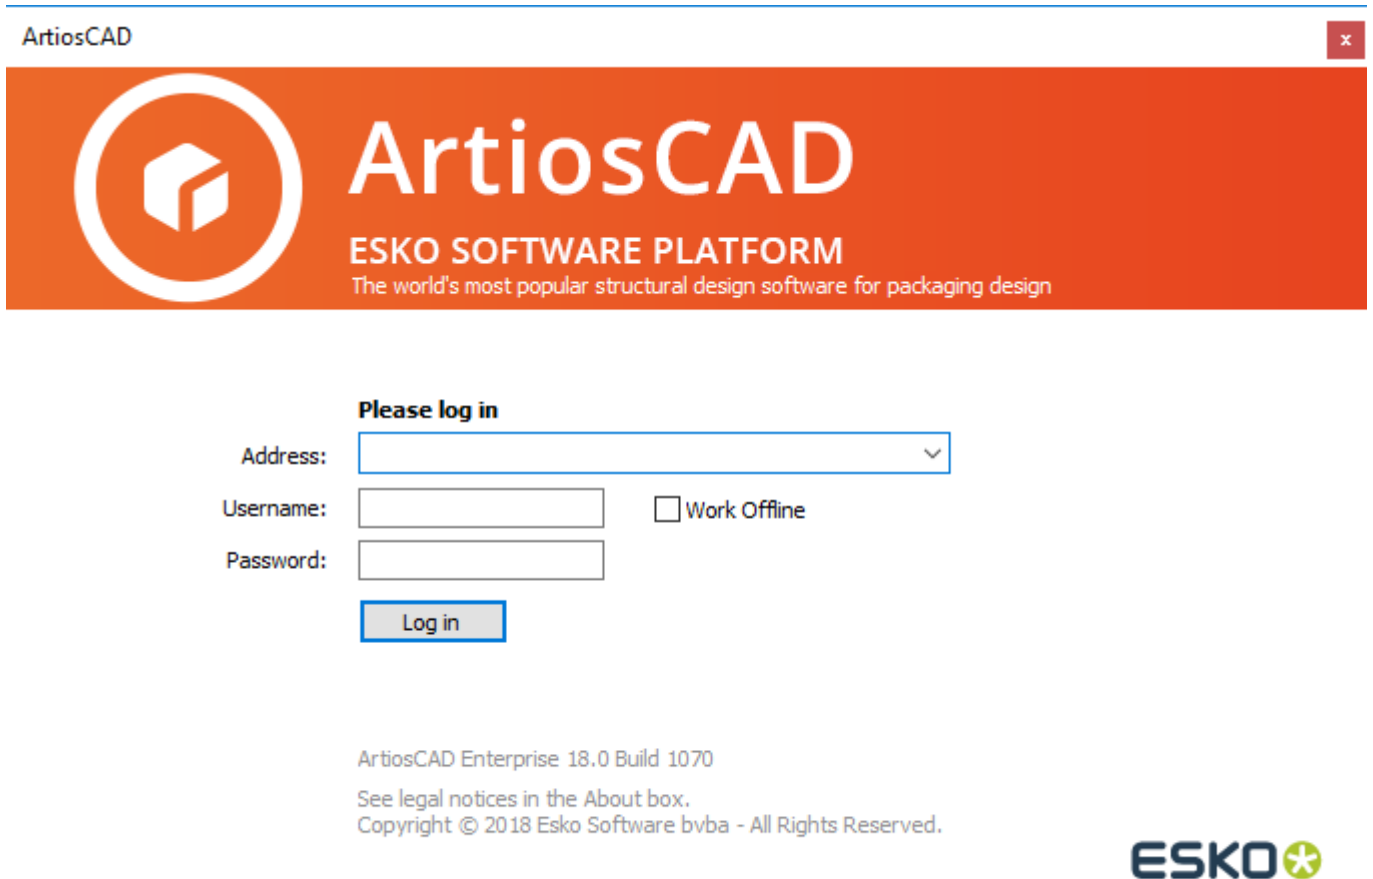 ArtiosCAD
x
ArtiosCAD
ESKO SOFTWARE PLATFORM
The world's most popular structural design software for packaging design
Please log in
Address:
Username:
Work Offline
Password:
Log in
ArtiosCAD Enterprise 18.0 Build 1070
See legal notices in the About box.
Copyright © 2018 Esko Software bvba - All Rights Reserved.
ESKO